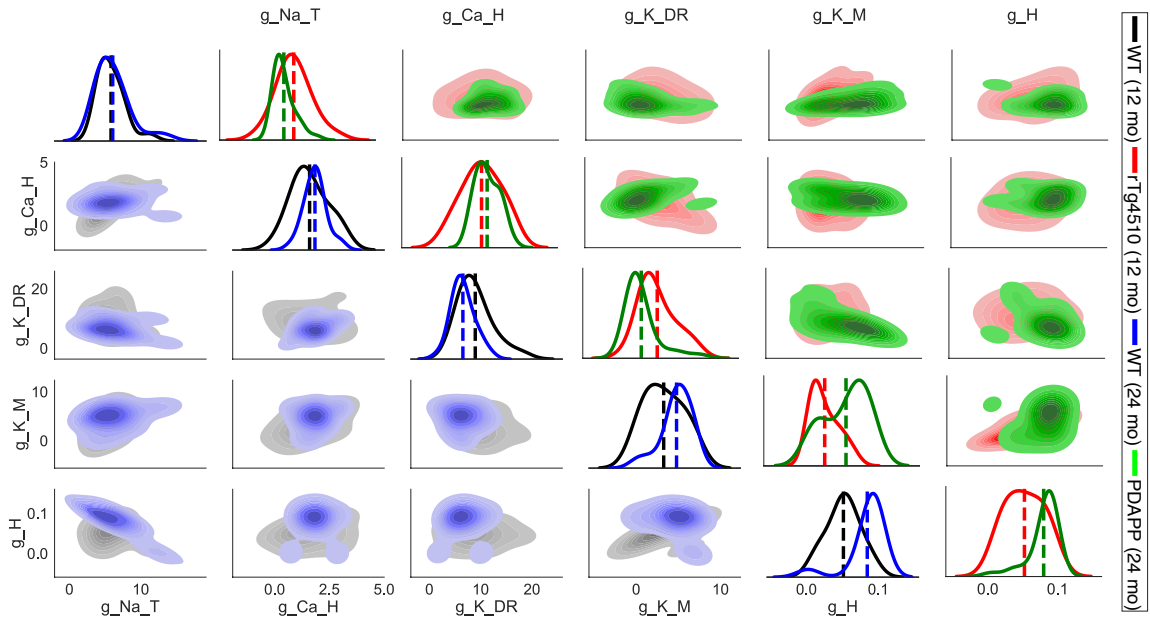 g_Na_T g_Ca_H g_K_DR g_K_M g_H
5
0
g_Ca_H
20
0
g_K_DR
10
0
g_K_M
0.1
0.0
g_H
0 10 0.0 2.5 5.0 0 10 20 0 10 0.0 0.1 0.0 0.1
g_Na_T g_Ca_H g_K_DR g_K_M g_H
WT (12 mo) rTg4510 (12 mo) WT (24 mo) PDAPP (24 mo)